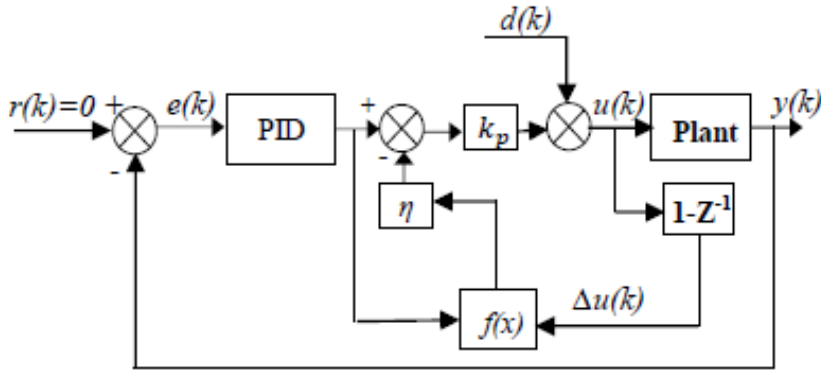 d(k)
r(k)=0 + e(k) PID + k_p u(k) Plant y(k)
- - η 1-Z^{-1}
f(x) Δu(k)